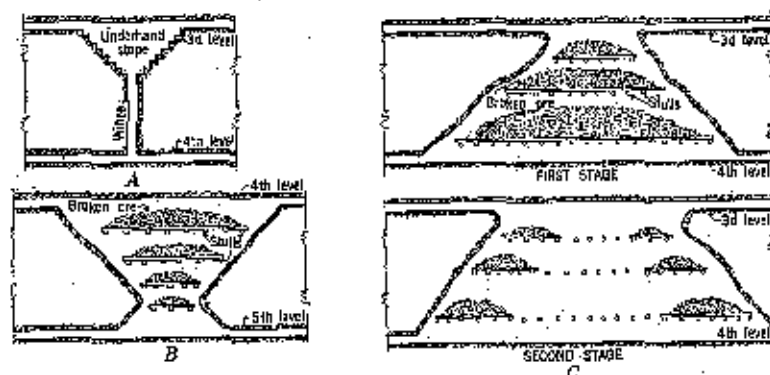 Underhand
stope
3d level
Winze
4th level
A
4th level
Broken ore
Stulls
5th level
B
3d level
Broken ore
Stulls
FIRST STAGE
4th level
3d level
4th level
SECOND STAGE
C